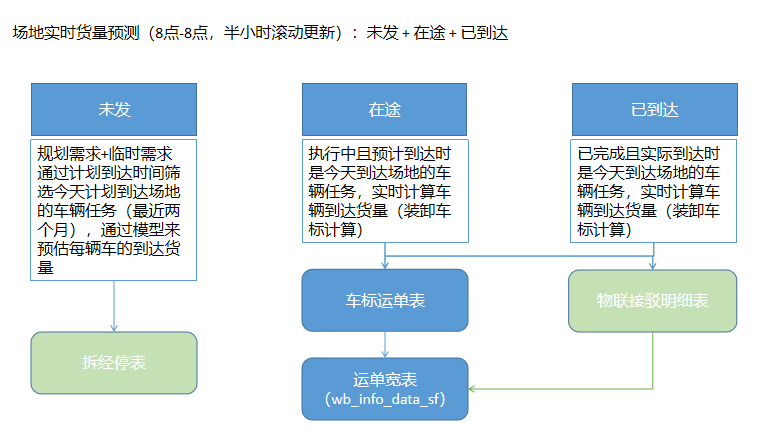 场地实时货量预测（8点-8点，半小时滚动更新）：未发＋在途＋已到达
未发
在途
已到达
规划需求+临时需求
通过计划到达时间筛
选今天计划到达场地
的车辆任务（最近两
个月），通过模型来
预估每辆车的到达货
量
执行中且预计到达时
是今天到达场地的车
辆任务，实时计算车
辆到达货量（装卸车
标计算）
已完成且实际到达时
是今天到达场地的车
辆任务，实时计算车
辆到达货量（装卸车
标计算）
车标运单表
物联接驳明细表
拆经停表
运单宽表
（wb_info_data_sf）